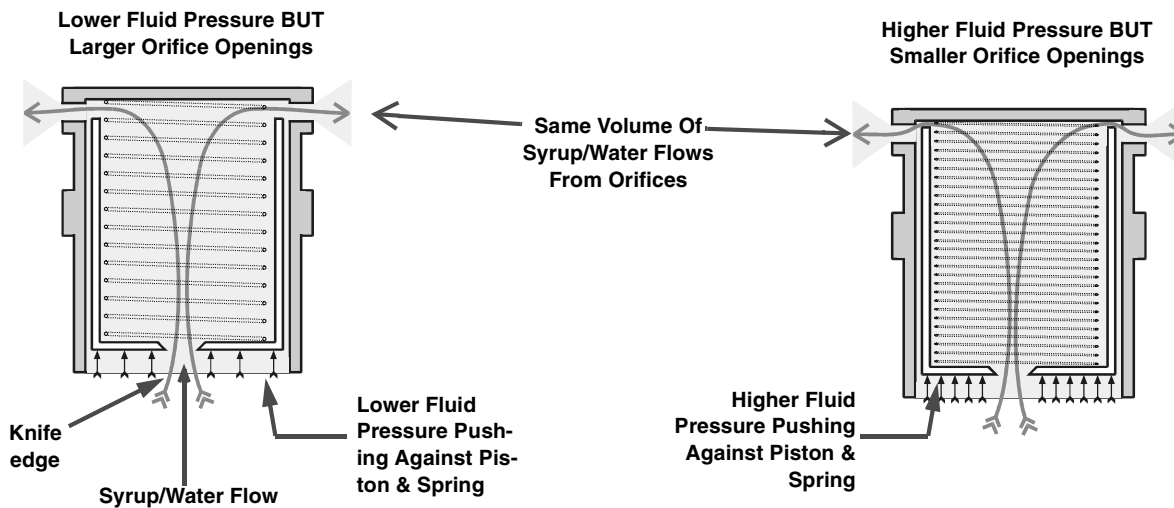 Lower Fluid Pressure BUT
Larger Orifice Openings
Higher Fluid Pressure BUT
Smaller Orifice Openings
Same Volume Of
Syrup/Water Flows
From Orifices
Knife
edge
Syrup/Water Flow
Lower Fluid
Pressure Push-
ing Against Pis-
ton & Spring
Higher Fluid
Pressure Pushing
Against Piston &
Spring